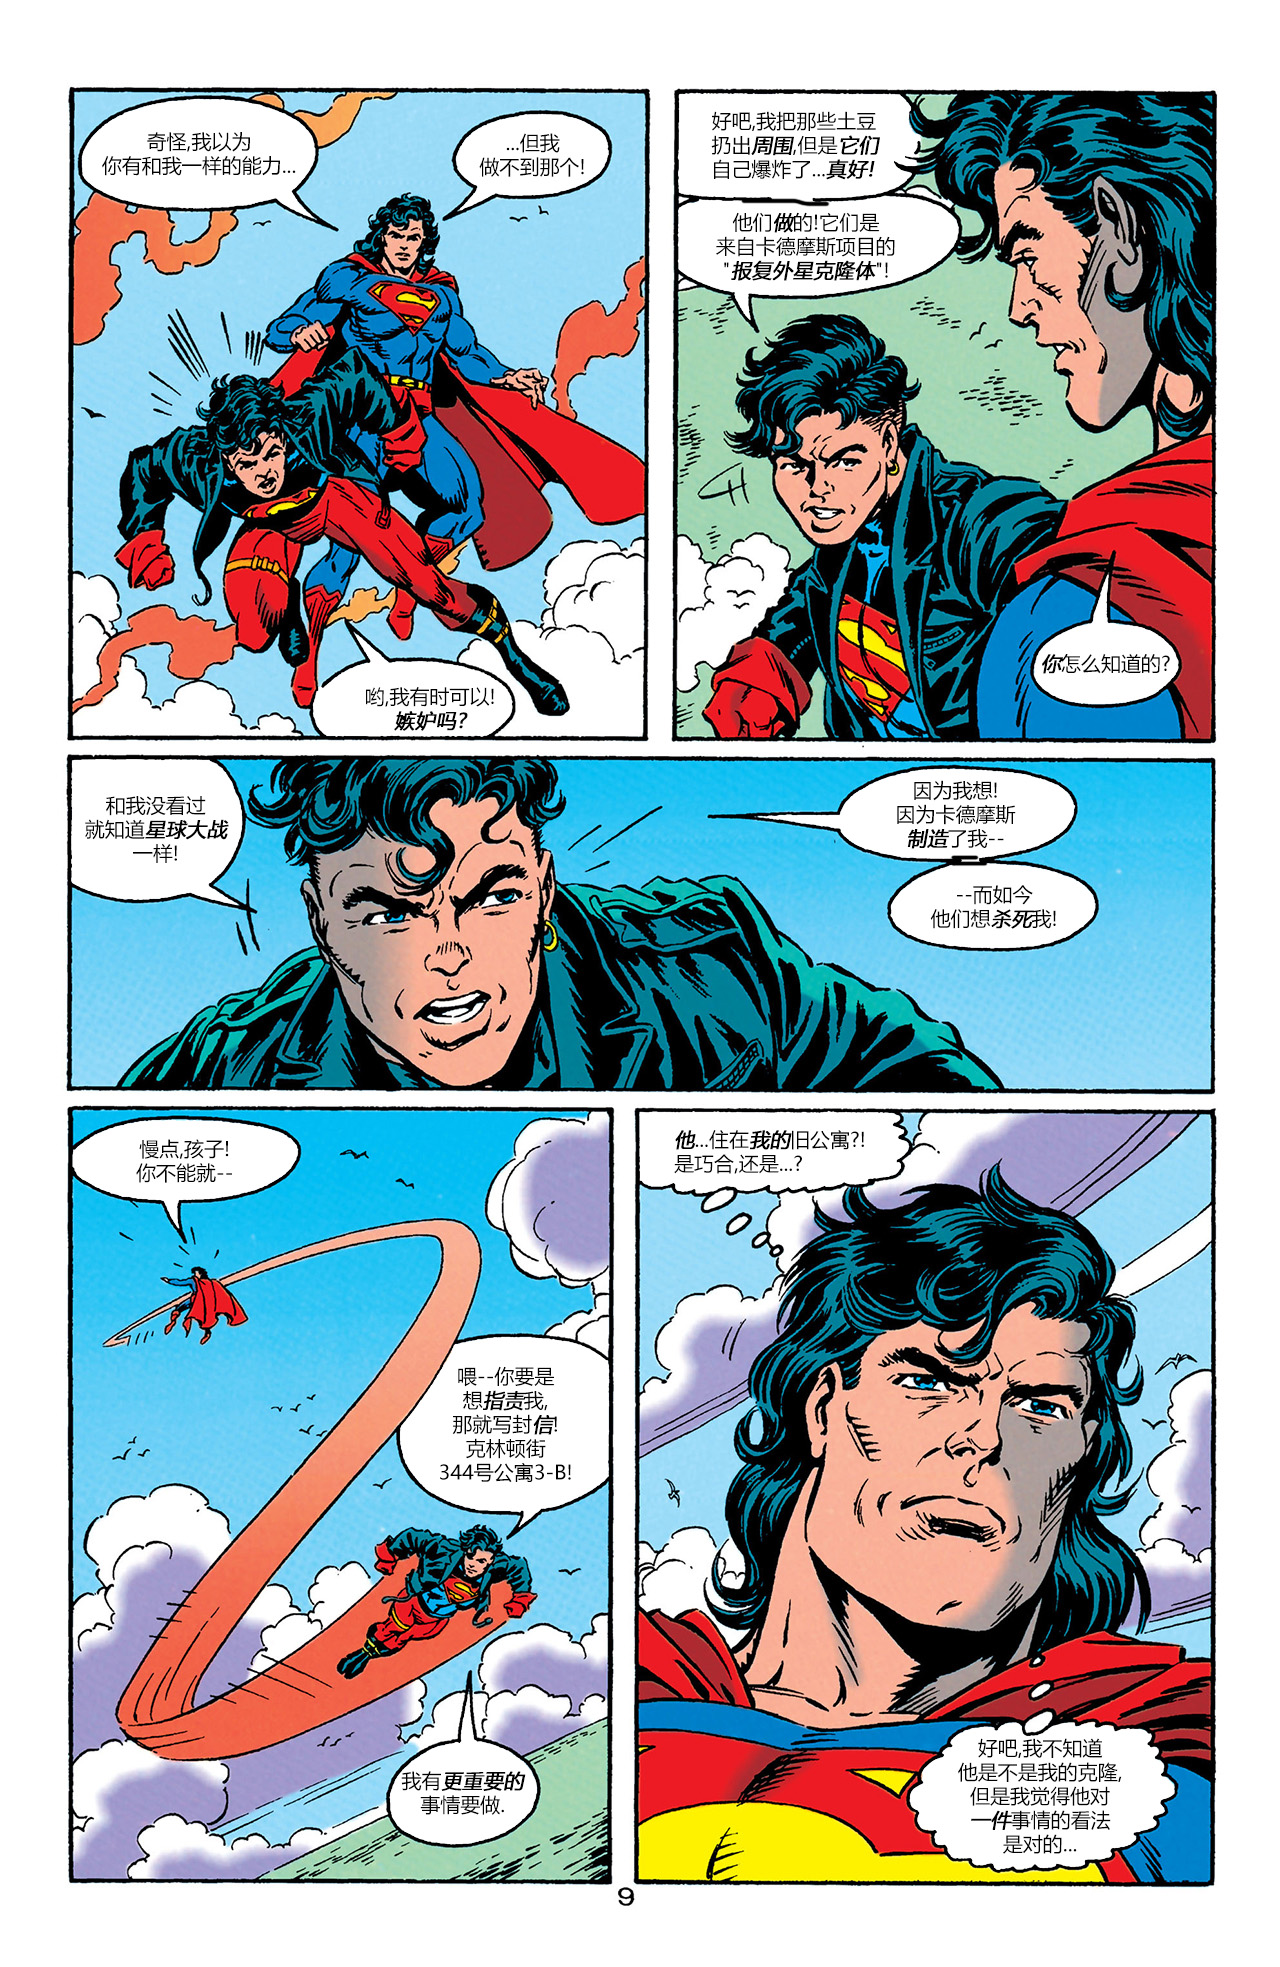 奇怪,我以为
你有和我一样的能力...
...但我
做不到那个!
哟,我有时可以!
嫉妒吗?
好吧,我把那些土豆
扔出周围,但是它们
自己爆炸了...真好!
他们做的!它们是
来自卡德摩斯项目的
"报复外星克隆体"!
你怎么知道的?
和我没看过
就知道星球大战
一样!
因为我想!
因为卡德摩斯
制造了我--
--而如今
他们想杀死我!
慢点,孩子!
你不能就--
喂--你要是
想指责我,
那就写封信!
克林顿街
344号公寓3-B!
我有更重要的
事情要做.
他...住在我的旧公寓?!
是巧合,还是...?
好吧,我不知道
他是不是我的克隆,
但是我觉得他对
一件事情的看法
是对的...
9